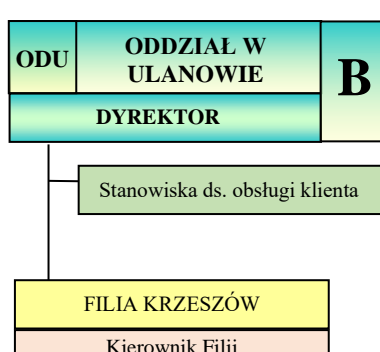 ODU
ODDZIAŁ W
ULANOWIE
B
DYREKTOR
Stanowiska ds. obsługi klienta
FILIA KRZESZÓW
Kierownik Filii